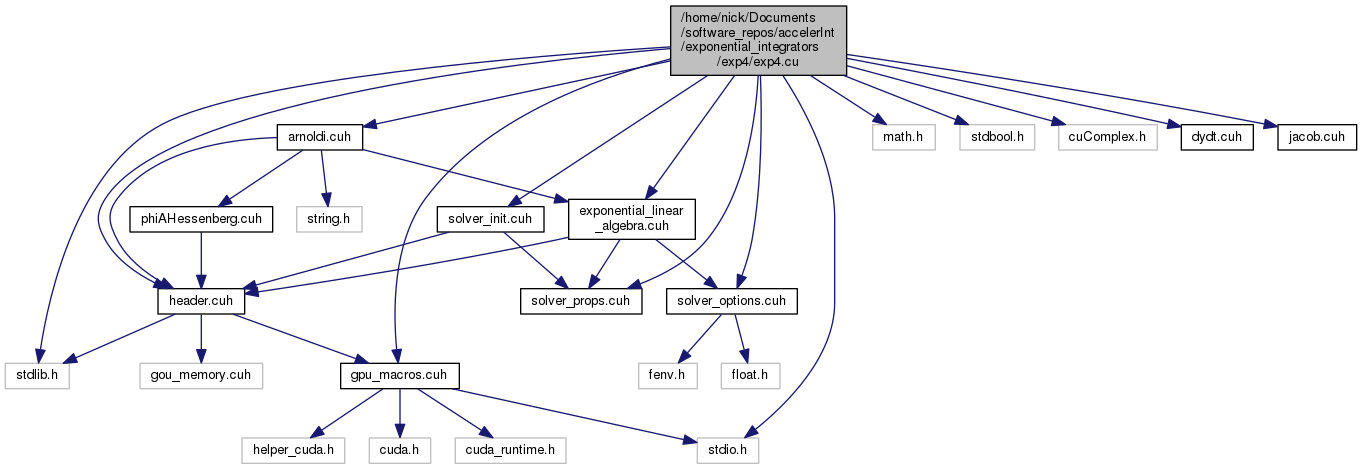 /home/nick/Documents
/software_repos/accelerInt
/exponential_integrators
/exp4/exp4.cu
arnoldi.cuh
math.h
stdbool.h
cuComplex.h
dydt.cuh
jacob.cuh
phiAHessenberg.cuh
string.h
solver_init.cuh
exponential_linear
_algebra.cuh
header.cuh
solver_props.cuh
solver_options.cuh
stdlib.h
gou_memory.cuh
gpu_macros.cuh
fenv.h
float.h
helper_cuda.h
cuda.h
cuda_runtime.h
stdio.h